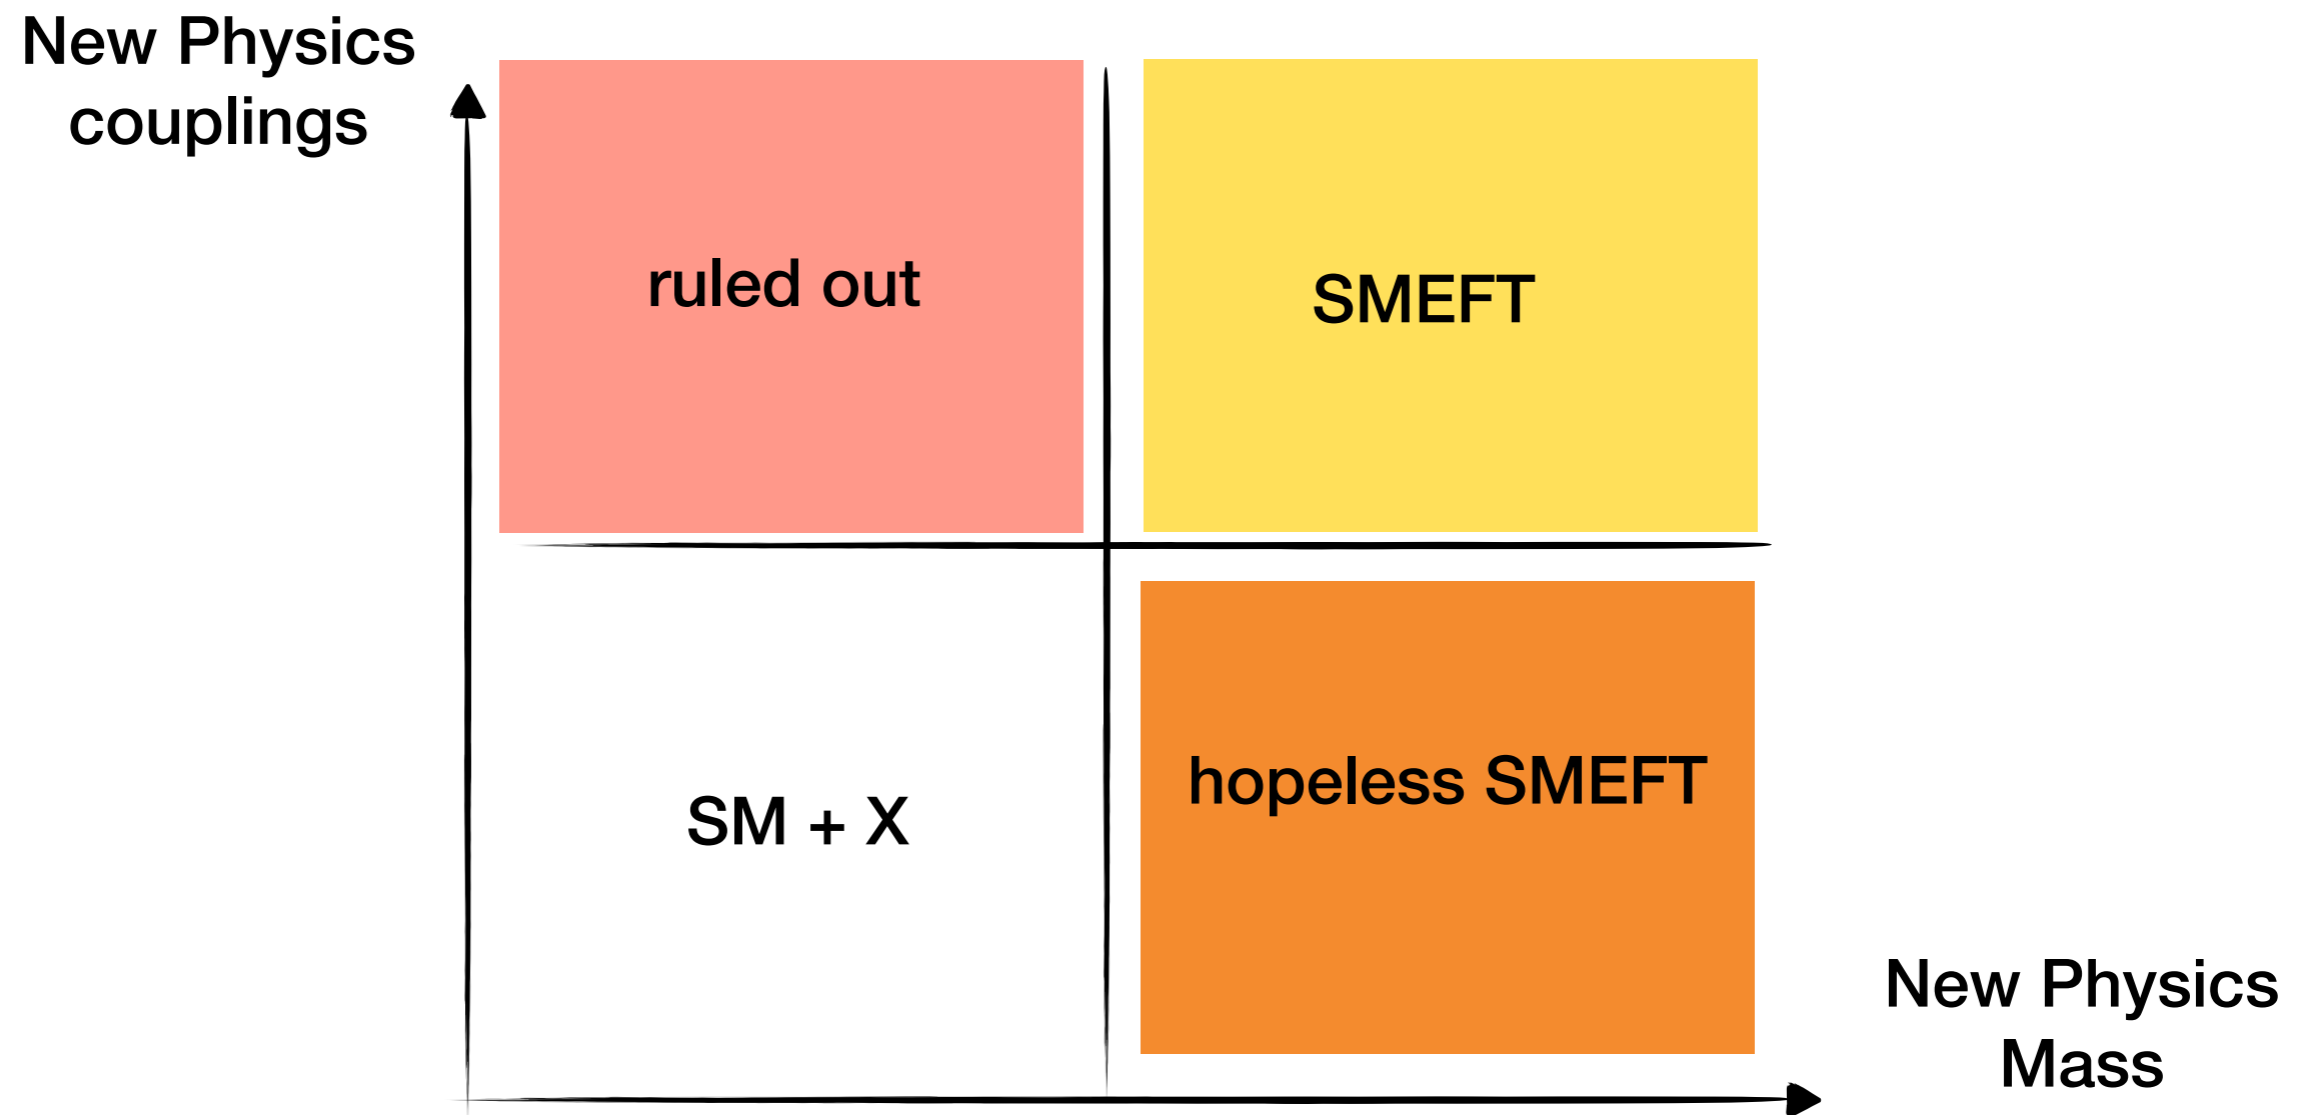 New Physics
couplings
ruled out
SMEFT
SM + X
hopeless SMEFT
New Physics
Mass